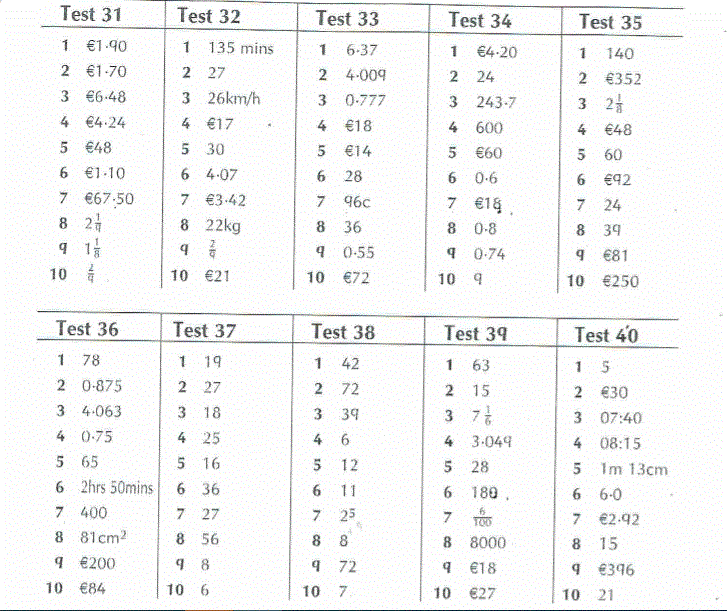 Test 31 Test 32 Test 33 Test 34 Test 35
1 €1·90 1 135 mins 1 6·37 1 €4·20 1 140
2 €1·70 2 27 2 4·009 2 24 2 €352
3 €6·48 3 26km/h 3 0·777 3 243·7 3 2 1/8
4 €4·24 4 €17 4 €18 4 600 4 €48
5 €48 5 30 5 €14 5 €60 5 60
6 €1·10 6 4·07 6 28 6 0·6 6 €92
7 €67·50 7 €3·42 7 96c 7 €18 7 24
8 2 1/9 8 22kg 8 36 8 0·8 8 39
9 1 1/8 9 2/9 9 0·55 9 0·74 9 €81
10 10 €21 10 €72 10 9 10 €250
Test 36 Test 37 Test 38 Test 39 Test 40
1 78 1 19 1 42 1 63 1 5
2 0·875 2 27 2 72 2 15 2 €30
3 4·063 3 18 3 39 3 7 1/6 3 07:40
4 0·75 4 25 4 6 4 3·049 4 08:15
5 65 5 16 5 12 5 28 5 1m 13cm
6 2hrs 50mins 6 36 6 11 6 180 6 6·0
7 400 7 27 7 25 7 6/100 7 €2·92
8 81cm² 8 56 8 8 8 8000 8 15
9 €200 9 8 9 72 9 €18 9 €396
10 €84 10 6 10 7 10 €27 10 21